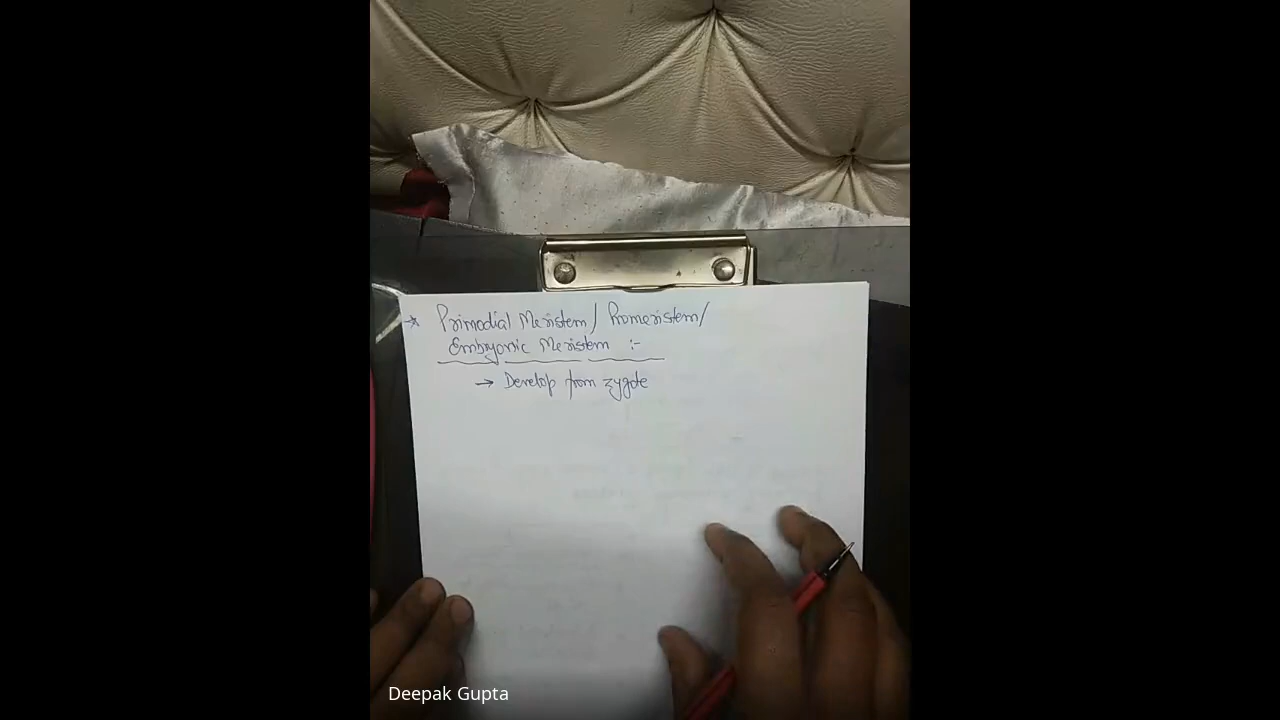 → Primodial Meristem / Promeristem /
Embryonic Meristem :-
→ Develop from zygote
Deepak Gupta